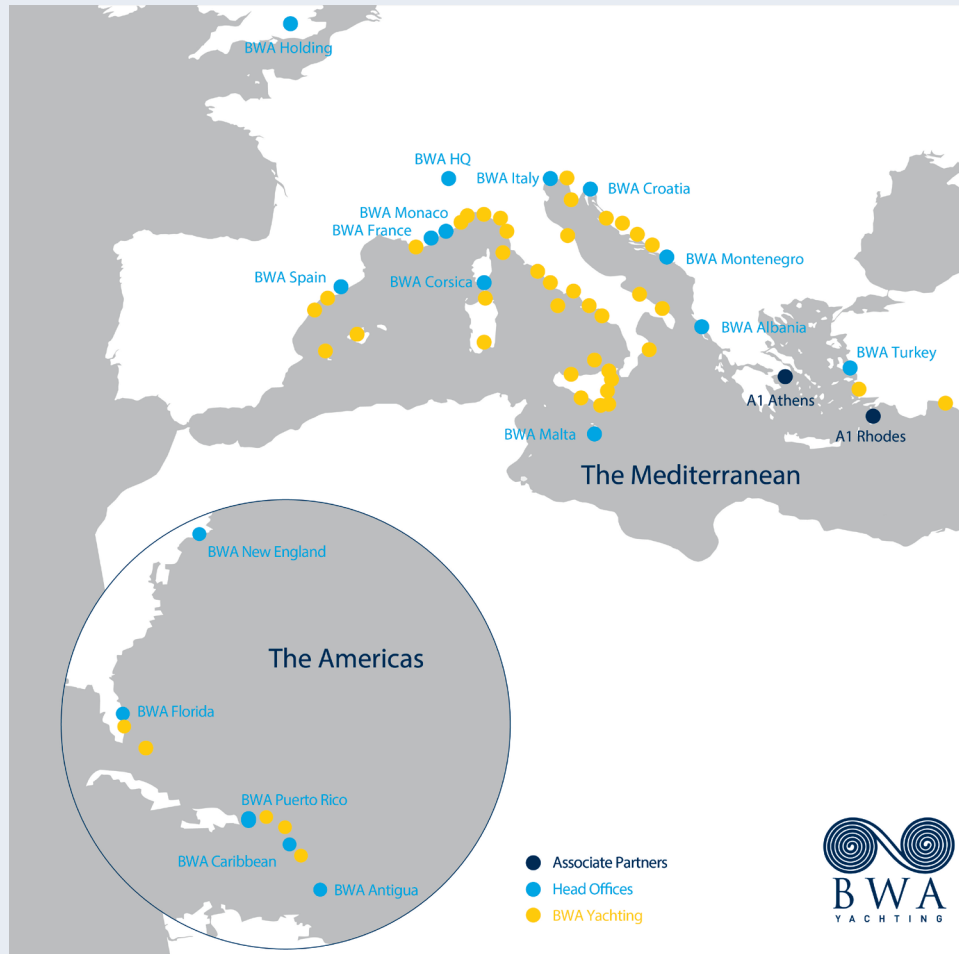 BWA Holding
BWA HQ
BWA Italy
BWA Croatia
BWA Monaco
BWA France
BWA Montenegro
BWA Spain
BWA Corsica
BWA Albania
BWA Turkey
A1 Athens
A1 Rhodes
BWA Malta
The Mediterranean
BWA New England
The Americas
BWA Florida
BWA Puerto Rico
BWA Caribbean
BWA Antigua
Associate Partners
Head Offices
BWA Yachting
BWA
YACHTING